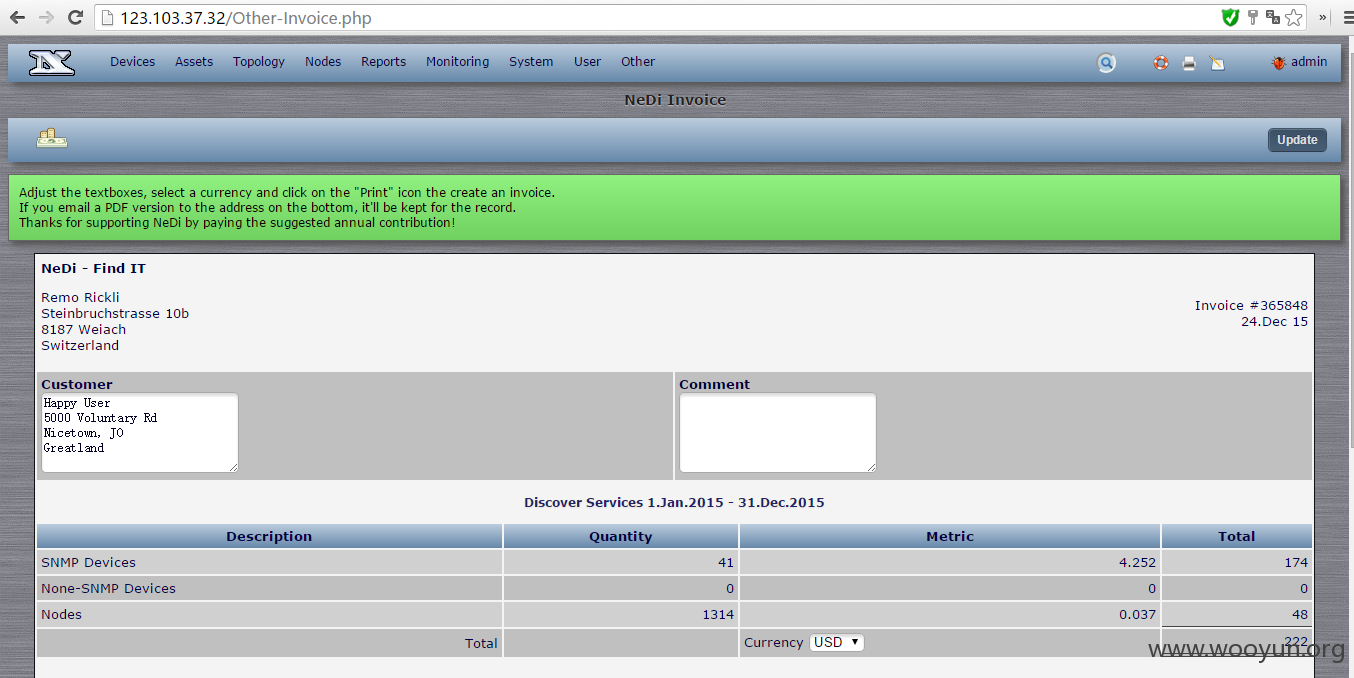 123.103.37.32/Other-Invoice.php
Devices Assets Topology Nodes Reports Monitoring System User Other admin
NeDi Invoice
Update
Adjust the textboxes, select a currency and click on the "Print" icon the create an invoice.
If you email a PDF version to the address on the bottom, it'll be kept for the record.
Thanks for supporting NeDi by paying the suggested annual contribution!
NeDi - Find IT
Remo Rickli
Steinbruchstrasse 10b
8187 Weiach
Switzerland
Invoice #365848
24.Dec 15
Customer
Happy User
5000 Voluntary Rd
Nicetown, JO
Greatland
Comment
Discover Services 1.Jan.2015 - 31.Dec.2015
Description Quantity Metric Total
SNMP Devices 41 4.252 174
None-SNMP Devices 0 0 0
Nodes 1314 0.037 48
Total Currency USD 222
www.wooyun.org